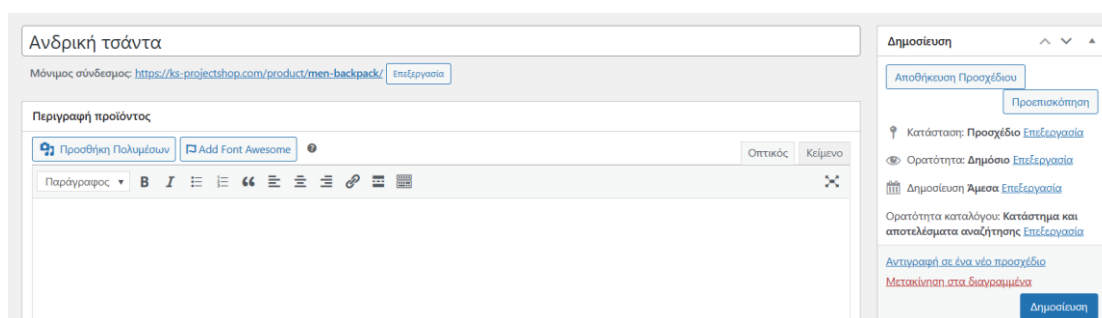 Ανδρική τσάντα
Μόνιμος σύνδεσμος: https://ks-projectshop.com/product/men-backpack/ Επεξεργασία
Περιγραφή προϊόντος
Προσθήκη Πολυμέσων Add Font Awesome
Οπτικός Κείμενο
Παράγραφος B I
Δημοσίευση
Αποθήκευση Προσχέδιου
Προεπισκόπηση
Κατάσταση: Προσχέδιο Επεξεργασία
Ορατότητα: Δημόσιο Επεξεργασία
Δημοσίευση Άμεσα Επεξεργασία
Ορατότητα καταλόγου: Κατάστημα και
αποτελέσματα αναζήτησης Επεξεργασία
Αντιγραφή σε ένα νέο προσχέδιο
Μετακίνηση στα διαγραμμένα
Δημοσίευση